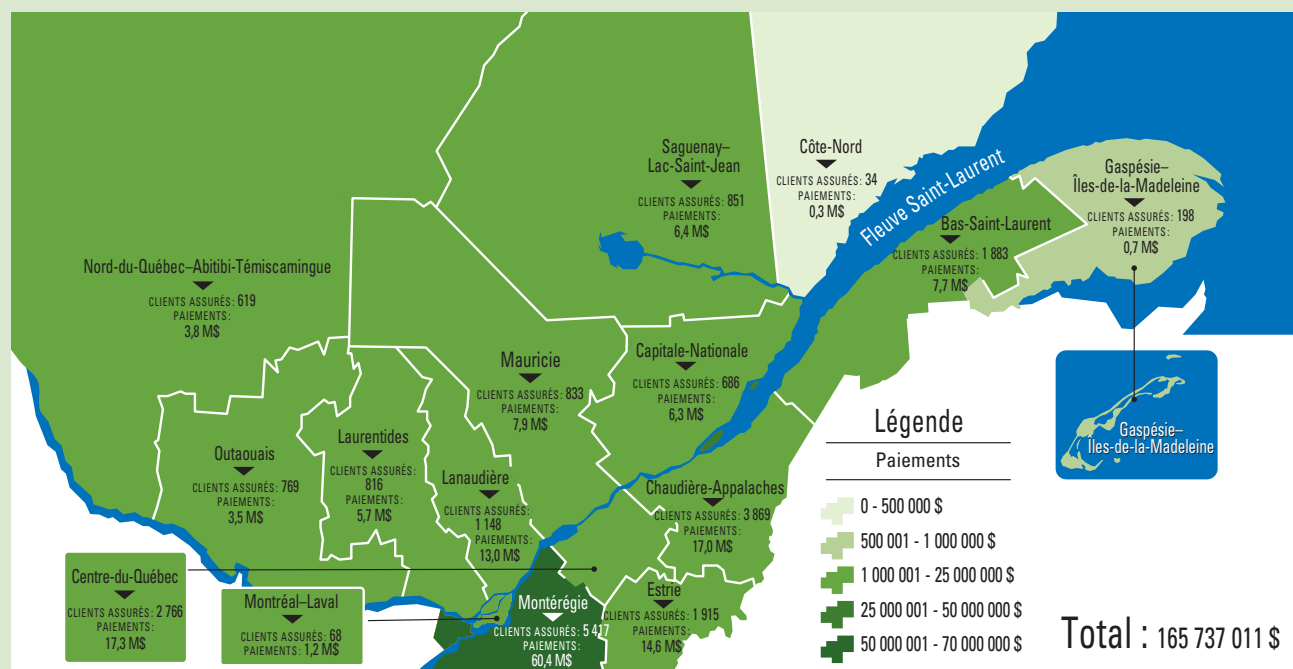 Saguenay–
Lac-Saint-Jean
CLIENTS ASSURÉS: 851
PAIEMENTS:
6,4 M$
Côte-Nord
CLIENTS ASSURÉS: 34
PAIEMENTS:
0,3 M$
Fleuve Saint-Laurent
Gaspésie–
Îles-de-la-Madeleine
CLIENTS ASSURÉS: 198
PAIEMENTS:
0,7 M$
Bas-Saint-Laurent
CLIENTS ASSURÉS: 1 883
PAIEMENT:
7,7 M$
Nord-du-Québec–Abitibi-Témiscamingue
CLIENTS ASSURÉS: 619
PAIEMENTS:
3,8 M$
Mauricie
CLIENTS ASSURÉS: 833
PAIEMENTS:
7,9 M$
Capitale-Nationale
CLIENTS ASSURÉS: 686
PAIEMENTS:
6,3 M$
Gaspésie–
Îles-de-la-Madeleine
Outaouais
CLIENTS ASSURÉS: 769
PAIEMENTS:
3,5 M$
Laurentides
CLIENTS ASSURÉS:
816
PAIEMENTS:
5,7 M$
Lanaudière
CLIENTS ASSURÉS:
1 148
PAIEMENTS:
13,0 M$
Chaudière-Appalaches
CLIENTS ASSURÉS: 3 869
PAIEMENTS:
17,0 M$
Centre-du-Québec
CLIENTS ASSURÉS: 2 766
PAIEMENTS:
17,3 M$
Montréal–Laval
CLIENTS ASSURÉS: 68
PAIEMENTS:
1,2 M$
Montérégie
CLIENTS ASSURÉS: 5 417
PAIEMENTS:
60,4 M$
Estrie
CLIENTS ASSURÉS: 1 915
PAIEMENTS:
14,6 M$
Légende
Paiements
0 - 500 000 $
500 001 - 1 000 000 $
1 000 001 - 25 000 000 $
25 000 001 - 50 000 000 $
50 000 001 - 70 000 000 $
Total : 165 737 011 $